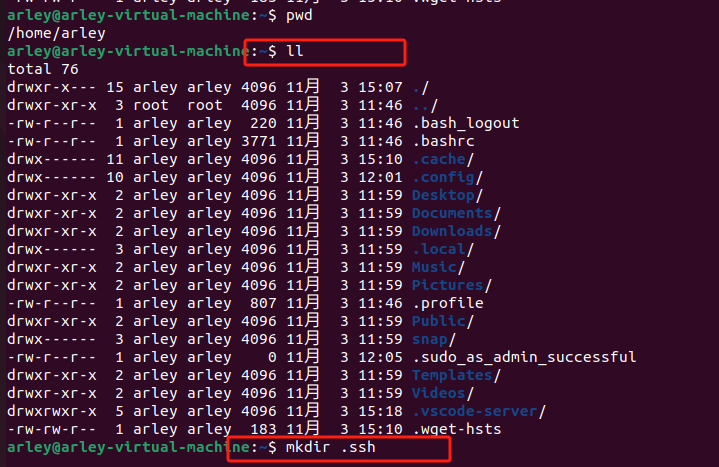 -rw-rw-r-- 1 arley arley 183 11月 3 15:10 .wget-hsts
arley@arley-virtual-machine:~$ pwd
/home/arley
arley@arley-virtual-machine:~$ ll
total 76
drwxr-x--- 15 arley arley 4096 11月 3 15:07 ./
drwxr-xr-x 3 root root 4096 11月 3 11:46 ../
-rw-r--r-- 1 arley arley 220 11月 3 11:46 .bash_logout
-rw-r--r-- 1 arley arley 3771 11月 3 11:46 .bashrc
drwx------ 11 arley arley 4096 11月 3 15:10 .cache/
drwx------ 10 arley arley 4096 11月 3 12:01 .config/
drwxr-xr-x 2 arley arley 4096 11月 3 11:59 Desktop/
drwxr-xr-x 2 arley arley 4096 11月 3 11:59 Documents/
drwxr-xr-x 2 arley arley 4096 11月 3 11:59 Downloads/
drwx------ 3 arley arley 4096 11月 3 11:59 .local/
drwxr-xr-x 2 arley arley 4096 11月 3 11:59 Music/
drwxr-xr-x 2 arley arley 4096 11月 3 11:59 Pictures/
-rw-r--r-- 1 arley arley 807 11月 3 11:46 .profile
drwxr-xr-x 2 arley arley 4096 11月 3 11:59 Public/
drwx------ 3 arley arley 4096 11月 3 11:59 snap/
-rw-r--r-- 1 arley arley 0 11月 3 12:05 .sudo_as_admin_successful
drwxr-xr-x 2 arley arley 4096 11月 3 11:59 Templates/
drwxr-xr-x 2 arley arley 4096 11月 3 11:59 Videos/
drwxrwxr-x 5 arley arley 4096 11月 3 15:18 .vscode-server/
-rw-rw-r-- 1 arley arley 183 11月 3 15:10 .wget-hsts
arley@arley-virtual-machine:~$ mkdir .ssh